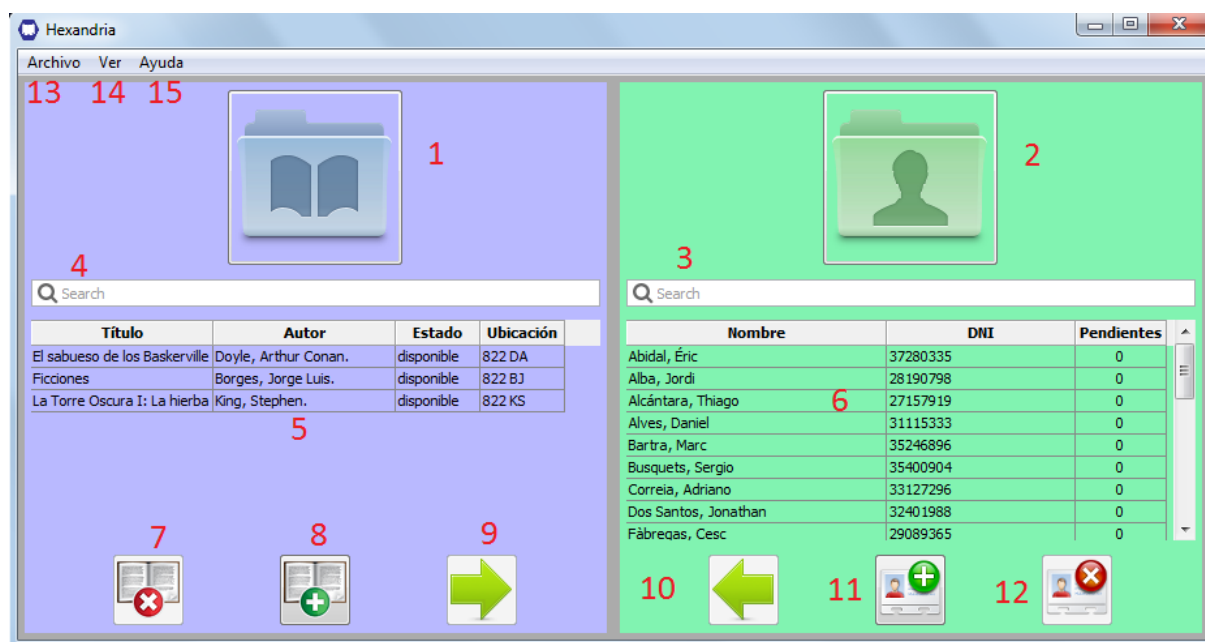 Hexandria
Archivo Ver Ayuda
13 14 15
1
2
4
3
Search
Search
Título Autor Estado Ubicación
El sabueso de los Baskerville Doyle, Arthur Conan. disponible 822 DA
Ficciones Borges, Jorge Luis. disponible 822 BJ
La Torre Oscura I: La hierba King, Stephen. disponible 822 KS
5
Nombre DNI Pendientes
Abidal, Éric 37280335 0
Alba, Jordi 28190798 0
Alcántara, Thiago 27157919 0
6
Alves, Daniel 31115333 0
Bartra, Marc 35246896 0
Busquets, Sergio 35400904 0
Correia, Adriano 33127296 0
Dos Santos, Jonathan 32401988 0
Fàbregas, Cesc 29089365 0
7 8 9
10 11 12